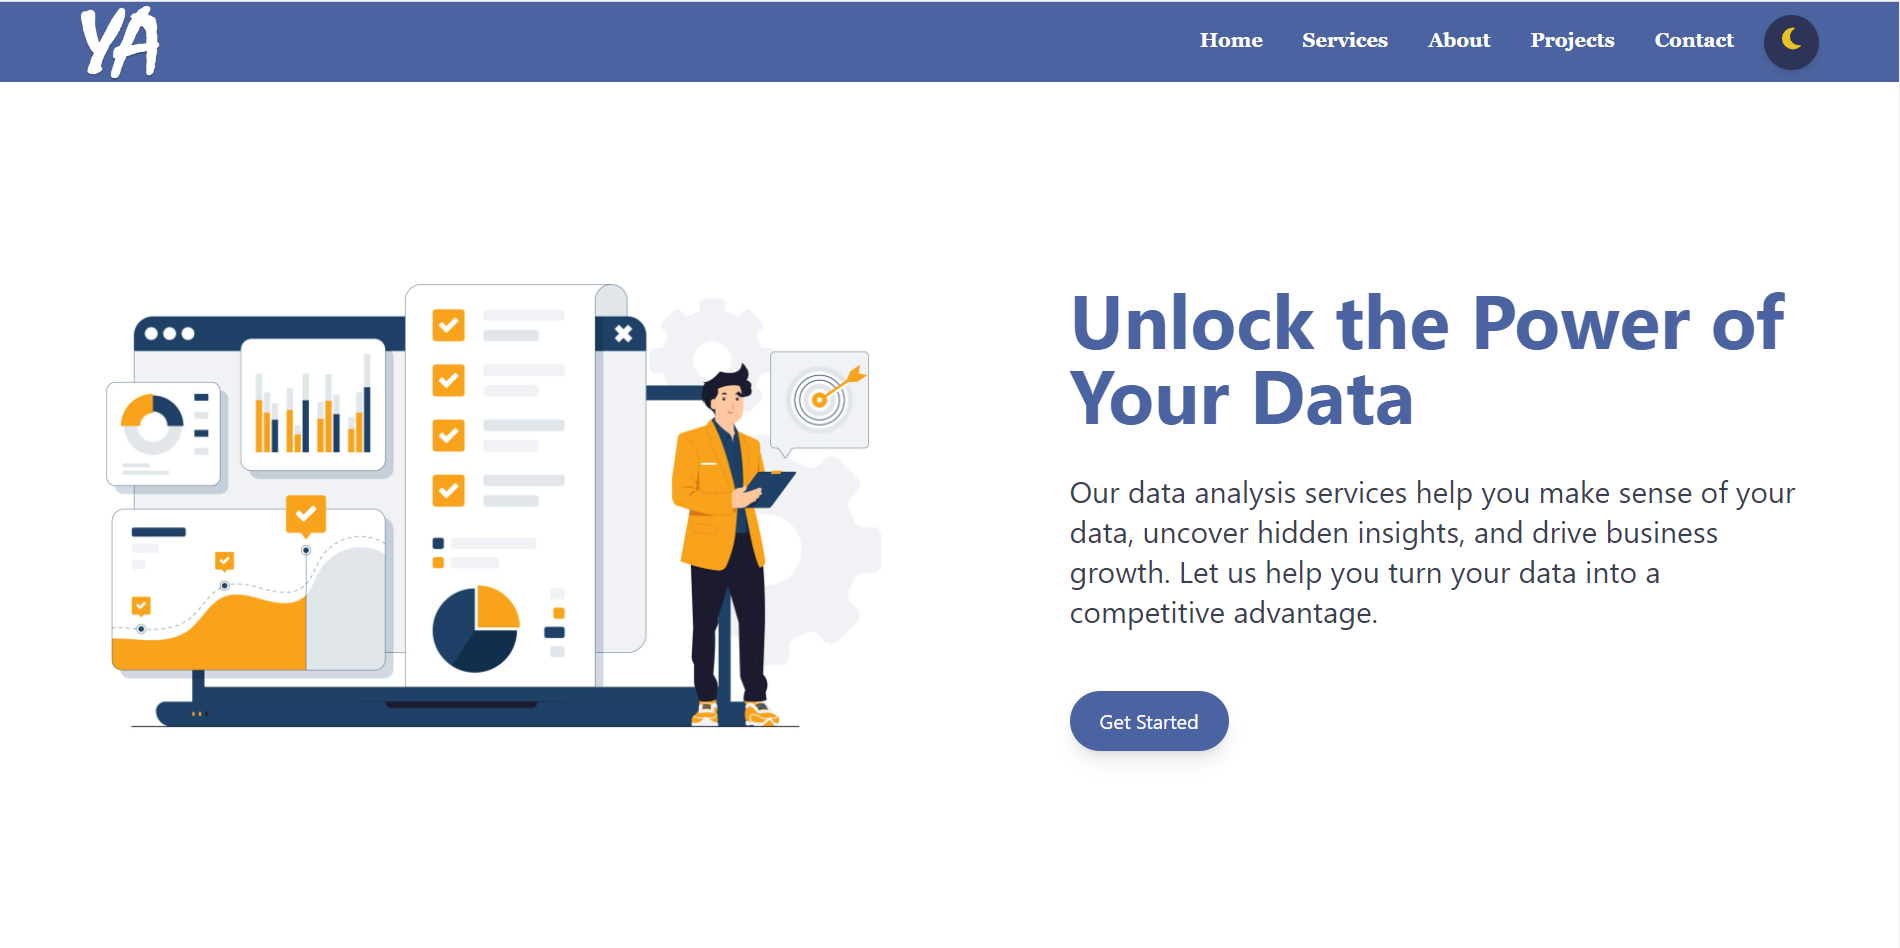 YA
Home
Services
About
Projects
Contact
Unlock the Power of
Your Data
Our data analysis services help you make sense of your
data, uncover hidden insights, and drive business
growth. Let us help you turn your data into a
competitive advantage.
Get Started